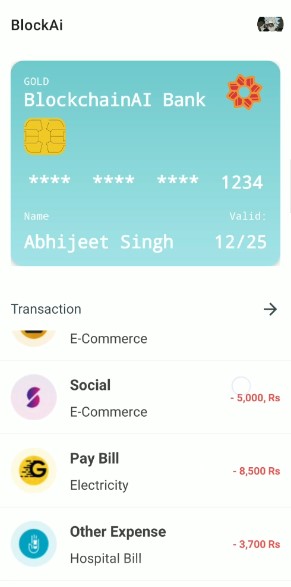 BlockAi
GOLD
BlockchainAI Bank
**** **** **** 1234
Name Valid:
Abhijeet Singh 12/25
Transaction
E-Commerce
Social
- 5,000, Rs
E-Commerce
Pay Bill
- 8,500 Rs
Electricity
Other Expense
- 3,700 Rs
Hospital Bill